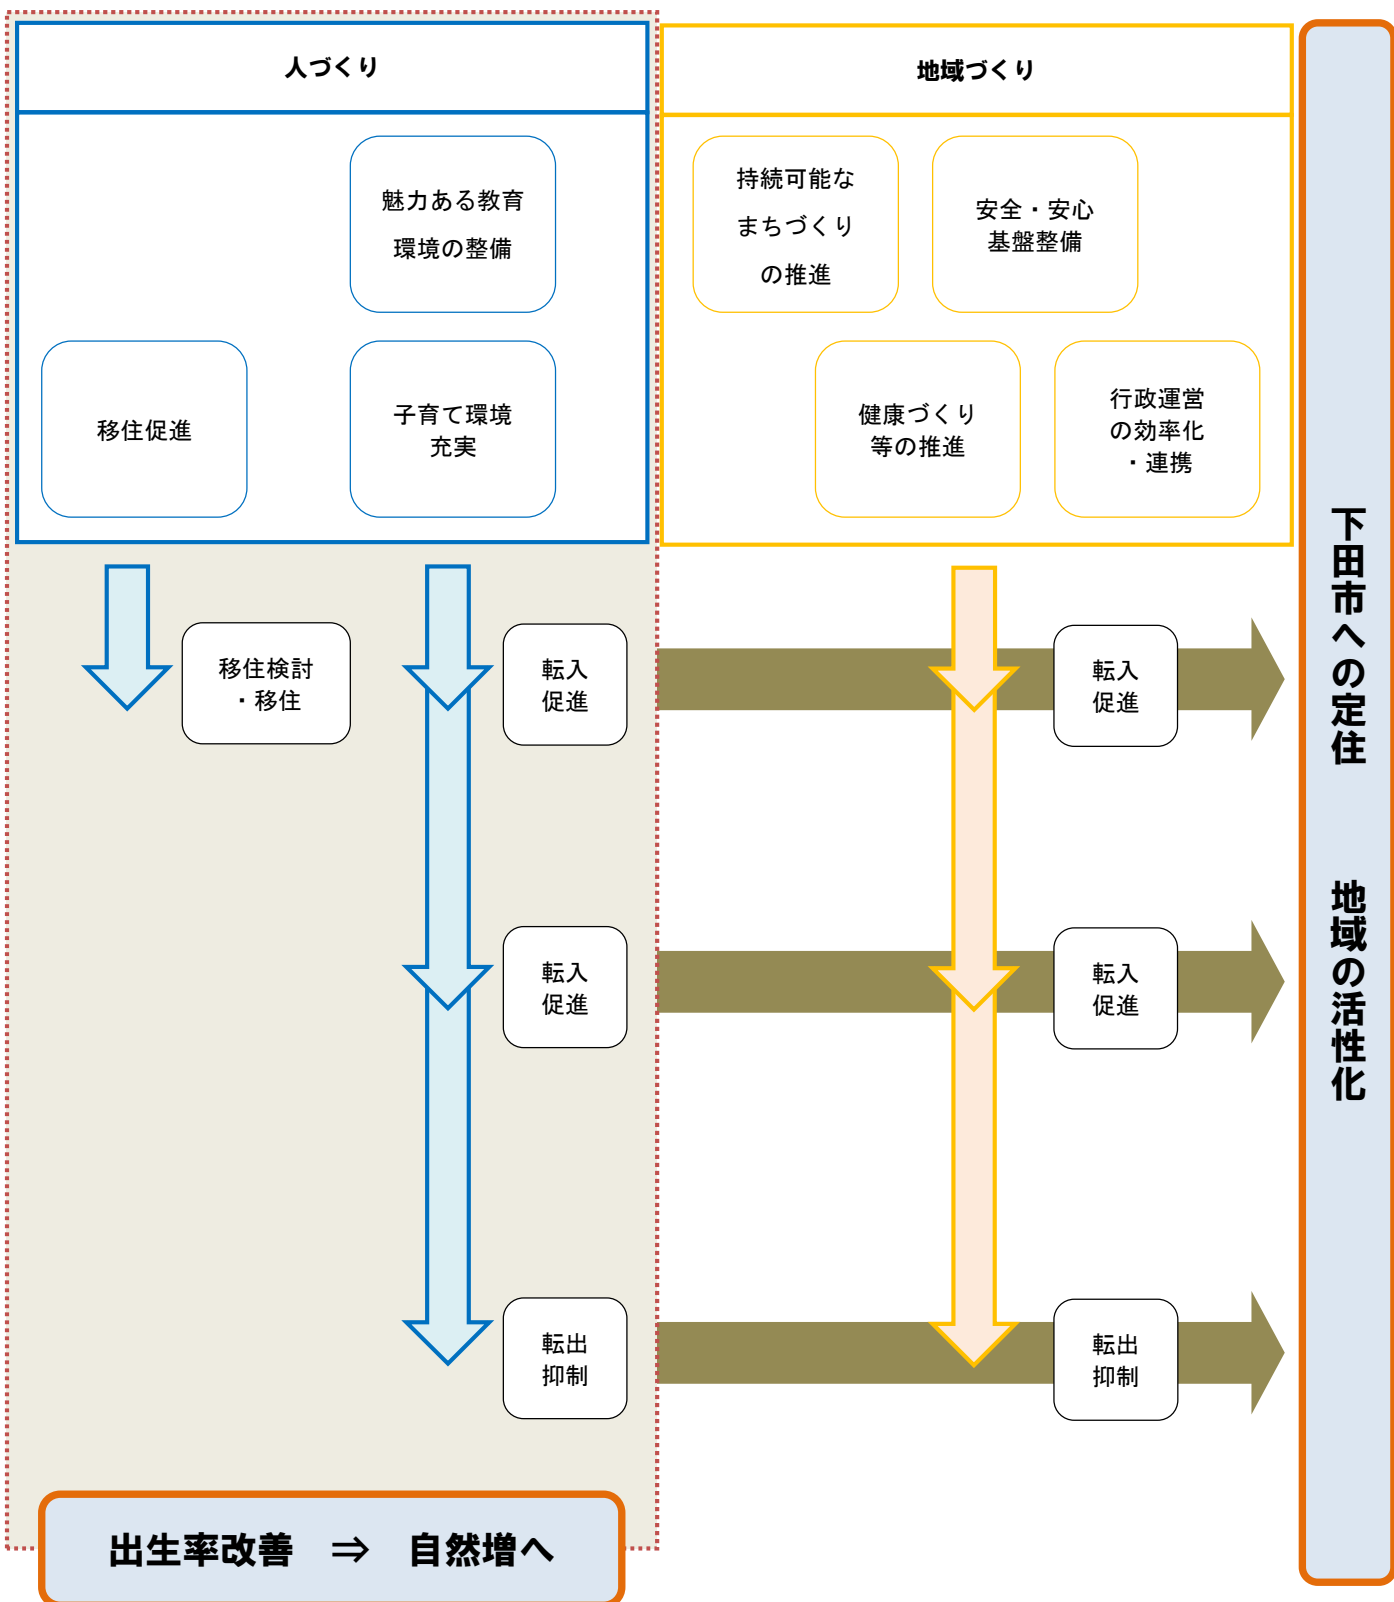 人づくり
魅力ある教育
環境の整備
移住促進
子育て環境
充実
地域づくり
持続可能な
まちづくり
の推進
安全・安心
基盤整備
健康づくり
等の推進
行政運営
の効率化
・連携
移住検討
・移住
転入
促進
転入
促進
転入
促進
転入
促進
転出
抑制
転出
抑制
出生率改善　⇒　自然増へ
下田市への定住　　地域の活性化